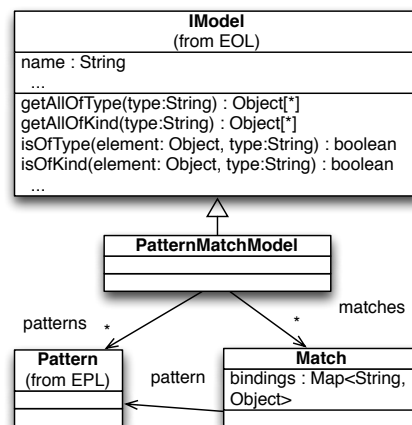 IModel
(from EOL)
name : String
...
getAllOfType(type:String) : Object[*]
getAllOfKind(type:String) : Object[*]
isOfType(element: Object, type:String) : boolean
isOfKind(element: Object, type:String) : boolean
...
PatternMatchModel
patterns
*
matches
*
Pattern
(from EPL)
pattern
Match
bindings : Map<String,
Object>